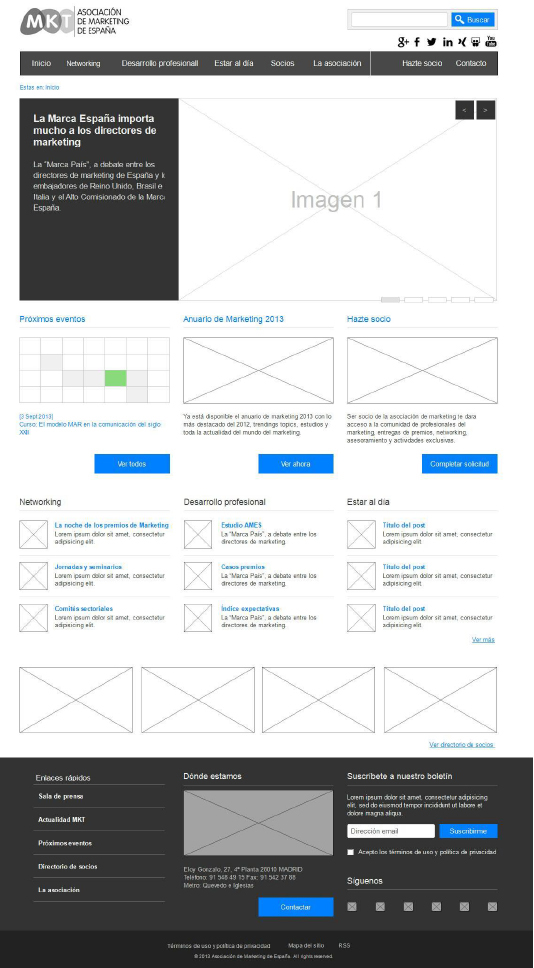 MKT ASOCIACIÓN
DE MARKETING
DE ESPAÑA
Buscar
You
Tube
Inicio Networking Desarrollo profesionall Estar al día Socios La asociación Hazte socio Contacto
Estas en: Inicio
La Marca España importa
mucho a los directores de
marketing
La "Marca País", a debate entre los
directores de marketing de España y l
embajadores de Reino Unido, Brasil e
Italia y el Alto Comisionado de la Marca
España.
< >
Imagen 1
Próximos eventos
[3 Sept 2013]
Curso: El modelo MAR en la comunicación del siglo
XXII
Ver todos
Anuario de Marketing 2013
Ya está disponible el anuario de marketing 2013 con lo
más destacado del 2012, trendings topics, estudios y
toda la actualidad del mundo del marketing.
Ver ahora
Hazte socio
Ser socio de la asociación de marketing le dara
acceso a la comunidad de profesionales del
marketing, entregas de premios, networking,
asesoramiento y actividades exclusivas.
Completar solicitud
Networking
La noche de los premios de Marketing
Lorem ipsum dolor sit amet, consectetur
adipisicing elit.
Jornadas y seminarios
Lorem ipsum dolor sit amet, consectetur
adipisicing elit.
Comités sectoriales
Lorem ipsum dolor sit amet, consectetur
adipisicing elit.
Desarrollo profesional
Estudio AMES
La "Marca País", a debate entre los
directores de marketing.
Casos premios
La "Marca País", a debate entre los
directores de marketing.
Índice expectativas
La "Marca País", a debate entre los
directores de marketing.
Estar al día
Título del post
Lorem ipsum dolor sit amet, consectetur
adipisicing elit.
Título del post
Lorem ipsum dolor sit amet, consectetur
adipisicing elit.
Título del post
Lorem ipsum dolor sit amet, consectetur
adipisicing elit.
Ver más
Ver directorio de socios
Enlaces rápidos
Sala de prensa
Actualidad MKT
Próximos eventos
Directorio de socios
La asociación
Dónde estamos
Eloy Gonzalo, 27, 4ª Planta 28010 MADRID
Teléfono: 91 548 49 15 Fax: 91 542 37 88
Metro: Quevedo e Iglesias
Contactar
Suscríbete a nuestro boletín
Lorem ipsum dolor sit amet, consectetur adipisicing
elit, sed do eiusmod tempor incididunt ut labore et
dolore magna aliqua.
Dirección email Suscribirme
Acepto los términos de uso y política de privacidad
Síguenos
Términos de uso y política de privacidad Mapa del sitio RSS
© 2013 Asociación de Marketing de España. All rights reserved.